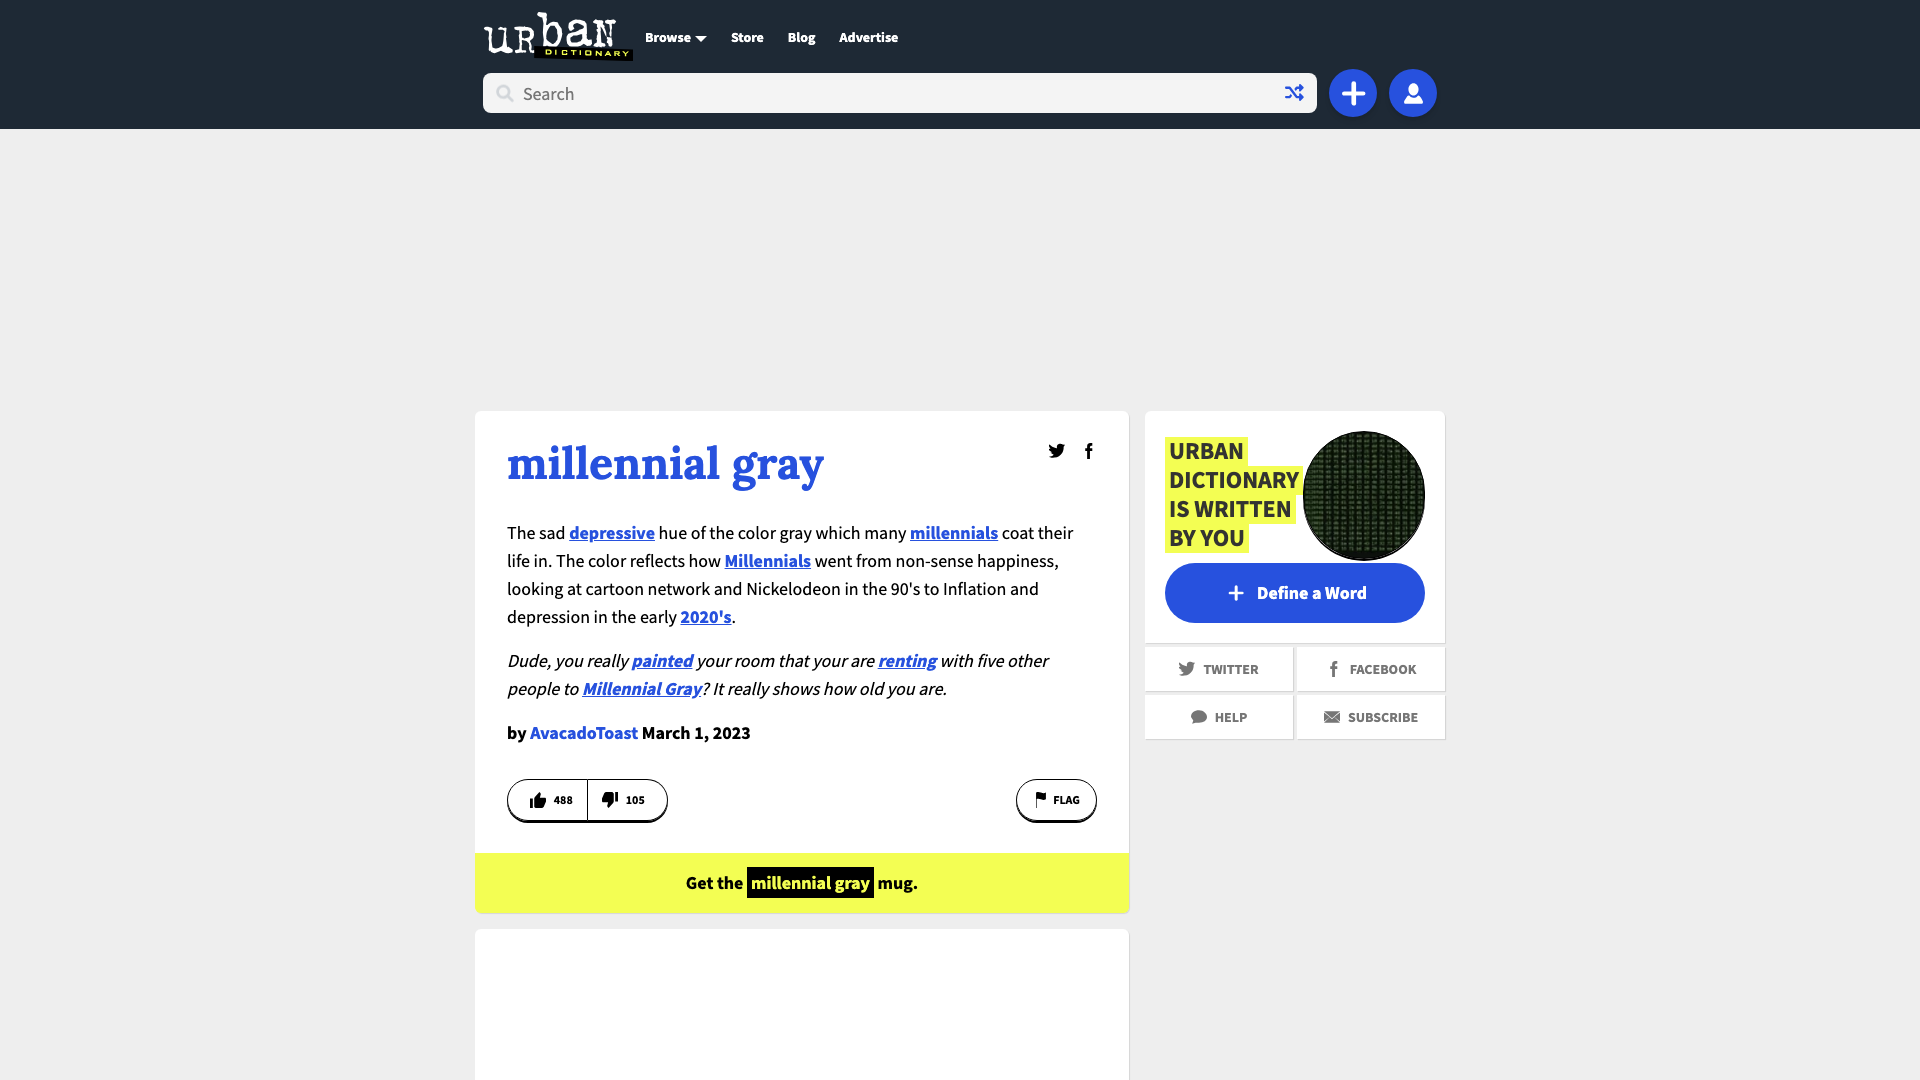 urban
DICTIONARY
Browse
Store
Blog
Advertise
Search
millennial gray
The sad depressive hue of the color gray which many millennials coat their
life in. The color reflects how Millennials went from non-sense happiness,
looking at cartoon network and Nickelodeon in the 90's to Inflation and
depression in the early 2020's.
Dude, you really painted your room that your are renting with five other
people to Millennial Gray? It really shows how old you are.
by AvacadoToast March 1, 2023
488
105
FLAG
Get the millennial gray mug.
URBAN
DICTIONARY
IS WRITTEN
BY YOU
Define a Word
TWITTER
FACEBOOK
HELP
SUBSCRIBE